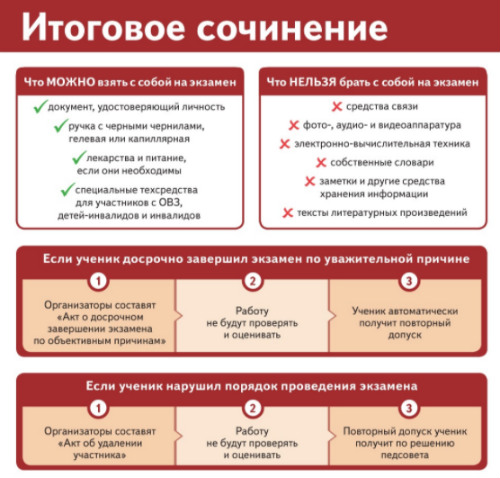 Итоговое сочинение
Что МОЖНО взять с собой на экзамен
документ, удостоверяющий личность
ручка с черными чернилами,
гелевая или капиллярная
лекарства и питание,
если они необходимы
специальные техсредства
для участников с ОВЗ,
детей-инвалидов и инвалидов
Что НЕЛЬЗЯ брать с собой на экзамен
средства связи
фото-, аудио- и видеоаппаратура
электронно-вычислительная техника
собственные словари
заметки и другие средства
хранения информации
тексты литературных произведений
Если ученик досрочно завершил экзамен по уважительной причине
1
Организаторы составят
«Акт о досрочном
завершении экзамена
по объективным причинам»
2
Работу
не будут проверять
и оценивать
3
Ученик автоматически
получит повторный
допуск
Если ученик нарушил порядок проведения экзамена
1
Организаторы составят
«Акт об удалении
участника»
2
Работу
не будут проверять
и оценивать
3
Повторный допуск ученик
получит по решению
педсовета